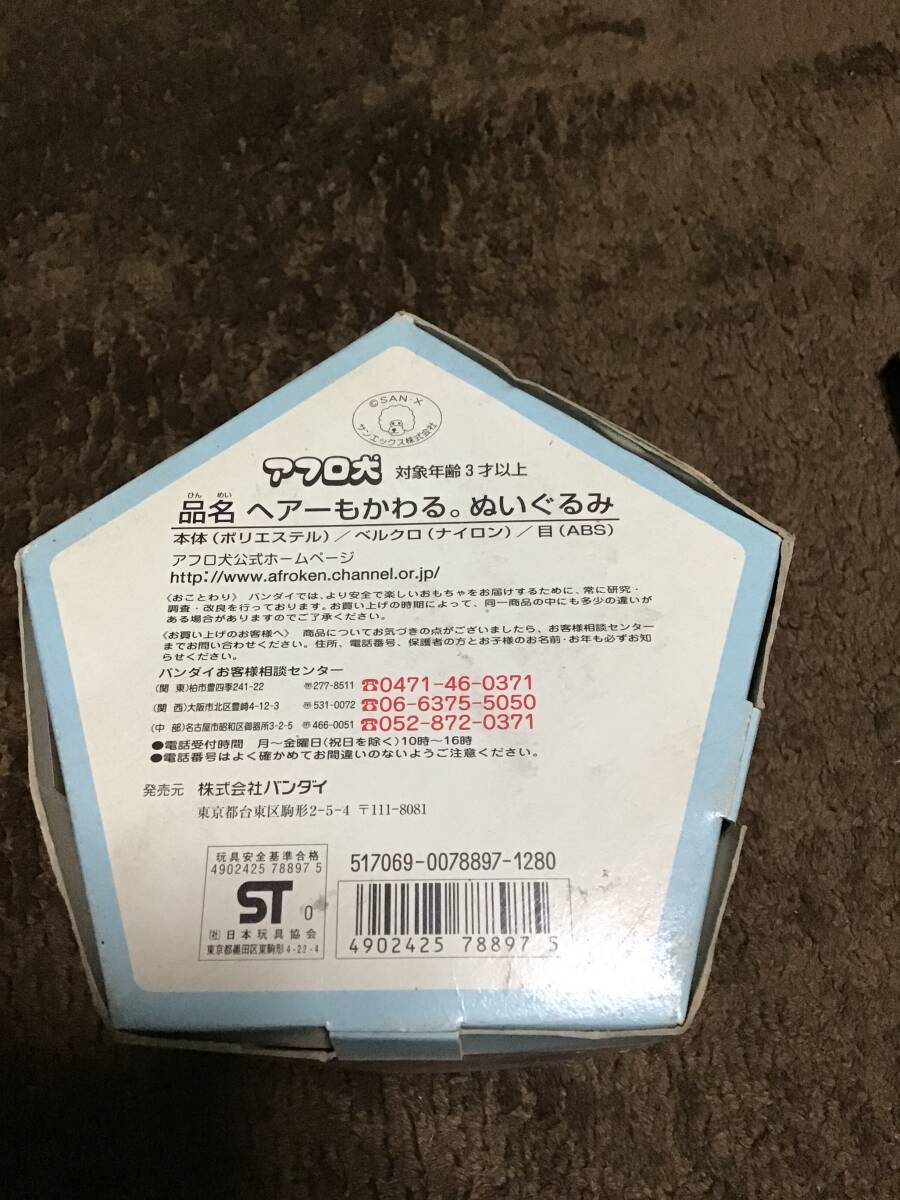 ©SAN-X
サンエックス株式会社
アフロ犬 対象年齢3才以上
ひん めい
品名 ヘアーもかわる。ぬいぐるみ
本体(ポリエステル)/ベルクロ(ナイロン)/目(ABS)
アフロ犬公式ホームページ
http://www.afroken.channel.or.jp/
〈おことわり〉 バンダイでは、より安全で楽しいおもちゃをお届けするために、常に研究・
調査・改良を行っております。お買い上げの時期によって、同一商品の中にも多少の違いが
ある場合がありますのでご了承ください。
〈お買い上げのお客様へ〉 商品についてお気づきの点がございましたら、お客様相談センター
までお問い合わせください。住所、電話番号、保護者の方とお子様のお名前・お年も必ずお知
らせください。
バンダイお客様相談センター
(関 東)柏市豊四季241-22 〒277-8511 ☎0471-46-0371
(関 西)大阪市北区豊崎4-12-3 〒531-0072 ☎06-6375-5050
(中 部)名古屋市昭和区御器所3-2-5 〒466-0051 ☎052-872-0371
●電話受付時間 月〜金曜日(祝日を除く)10時〜16時
●電話番号はよく確かめてお間違いのないようご注意ください。
発売元 株式会社バンダイ
東京都台東区駒形2-5-4 〒111-8081
玩具安全基準合格
4902425 78897 5
ST 0
(社)日本玩具協会
東京都墨田区東駒形4-22-4
517069-0078897-1280
4902425 788975